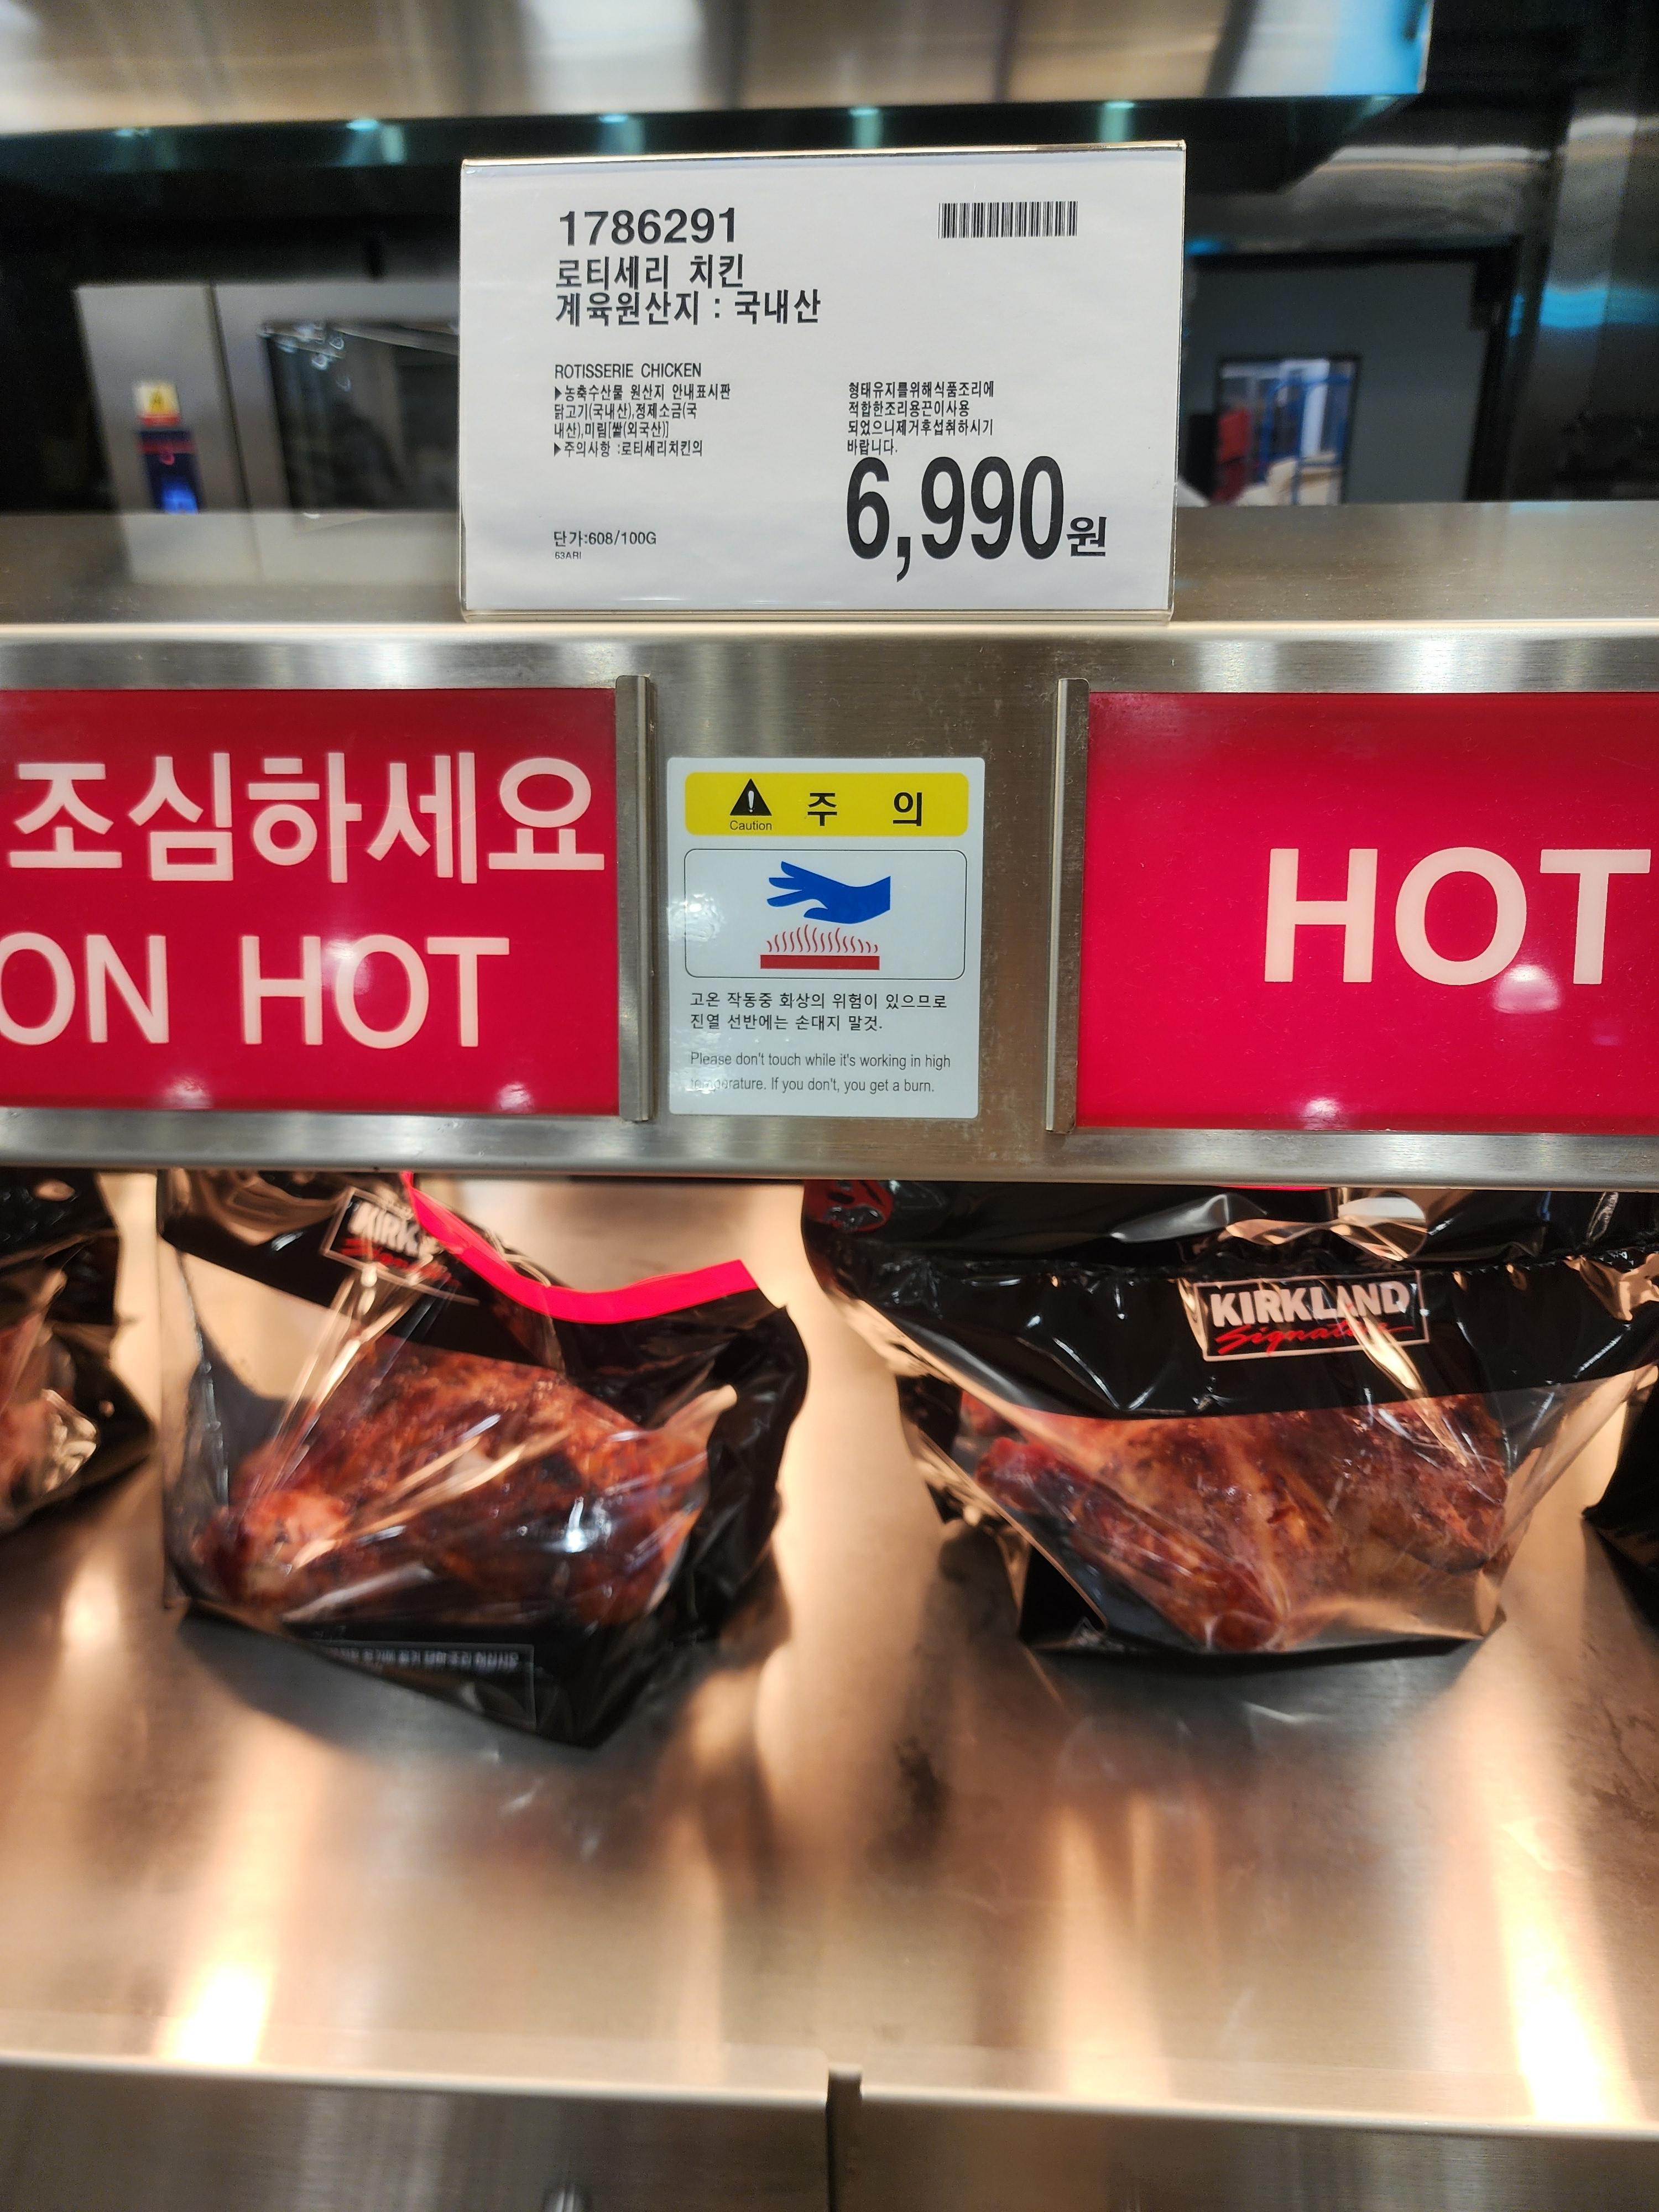 1786291
로티세리 치킨
계육원산지 : 국내산
ROTISSERIE CHICKEN
▶농축수산물 원산지 안내표시판
닭고기(국내산),정제소금(국
내산),미림[쌀(외국산)]
▶주의사항 :로티세리치킨의
형태유지를위해식품조리에
적합한조리용끈이사용
되었으니제거후섭취하시기
바랍니다.
단가:608/100G
63ARI
6,990원
조심하세요
ON HOT
Caution 주 의
고온 작동중 화상의 위험이 있으므로
진열 선반에는 손대지 말것.
Please don't touch while it's working in high
temperature. If you don't, you get a burn.
HOT
KIRKLAND
Signature